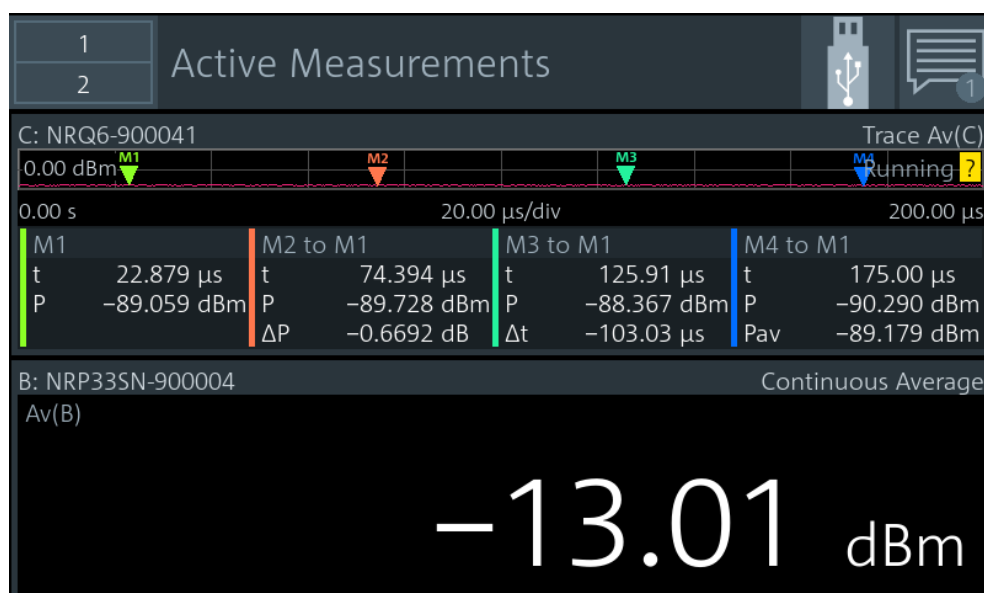 1
2
Active Measurements
1
C: NRQ6-900041 Trace Av(C)
0.00 dBm M1 M2 M3 M4 Running ?
0.00 s 20.00 µs/div 200.00 µs
M1 M2 to M1 M3 to M1 M4 to M1
t 22.879 µs t 74.394 µs t 125.91 µs t 175.00 µs
P −89.059 dBm P −89.728 dBm P −88.367 dBm P −90.290 dBm
ΔP −0.6692 dB Δt −103.03 µs Pav −89.179 dBm
B: NRP33SN-900004 Continuous Average
Av(B)
−13.01 dBm